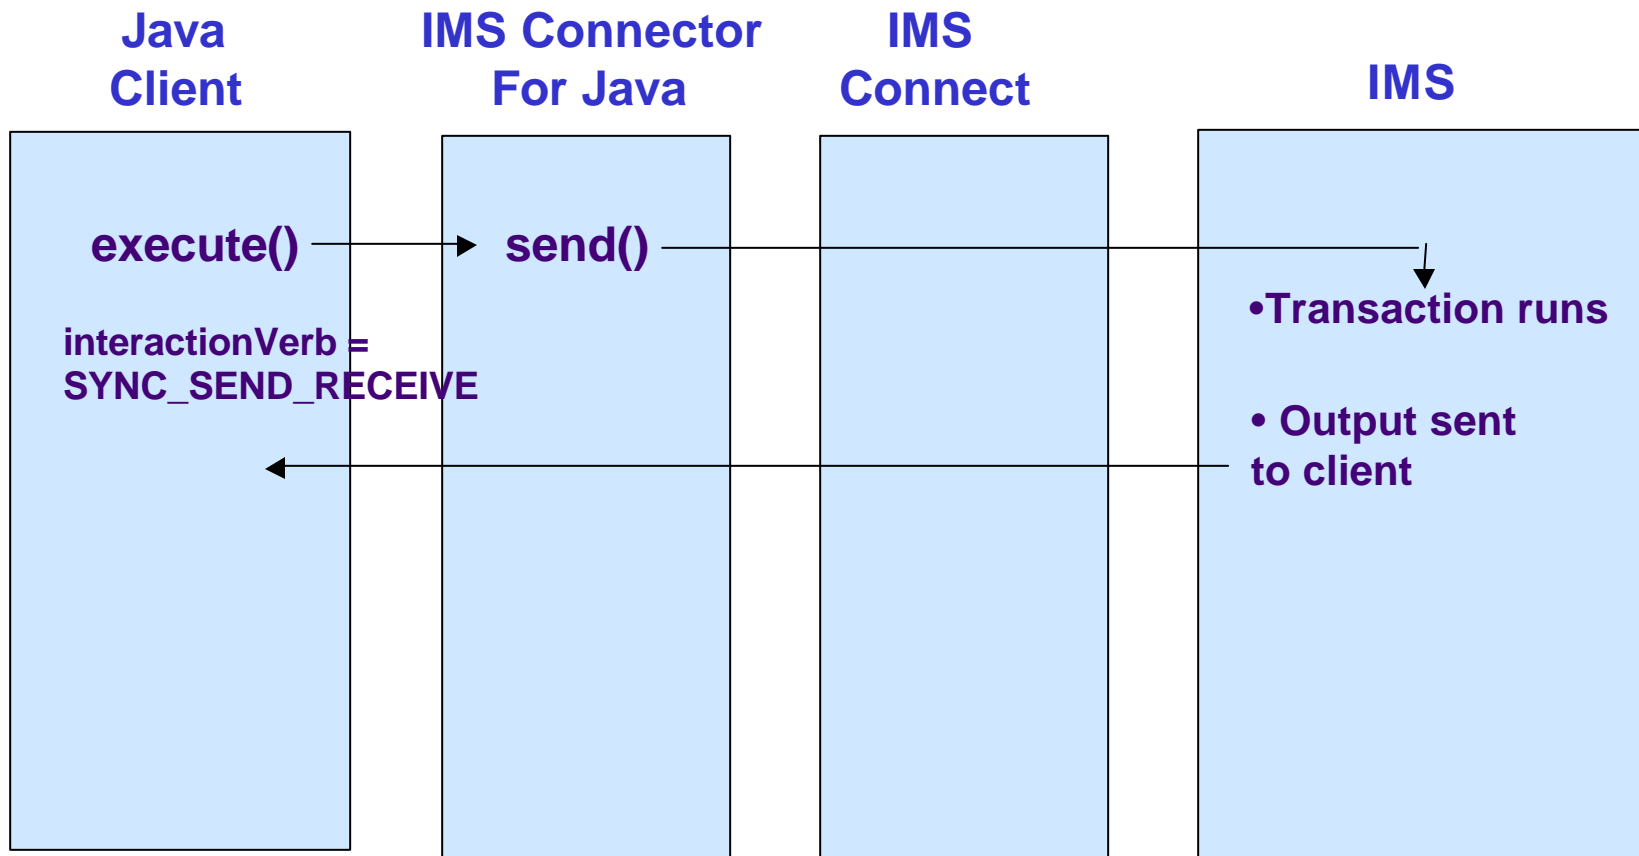 Java
Client
IMS Connector
For Java
IMS
Connect
IMS
execute()
send()
•Transaction runs
interactionVerb =
SYNC_SEND_RECEIVE
• Output sent
to client